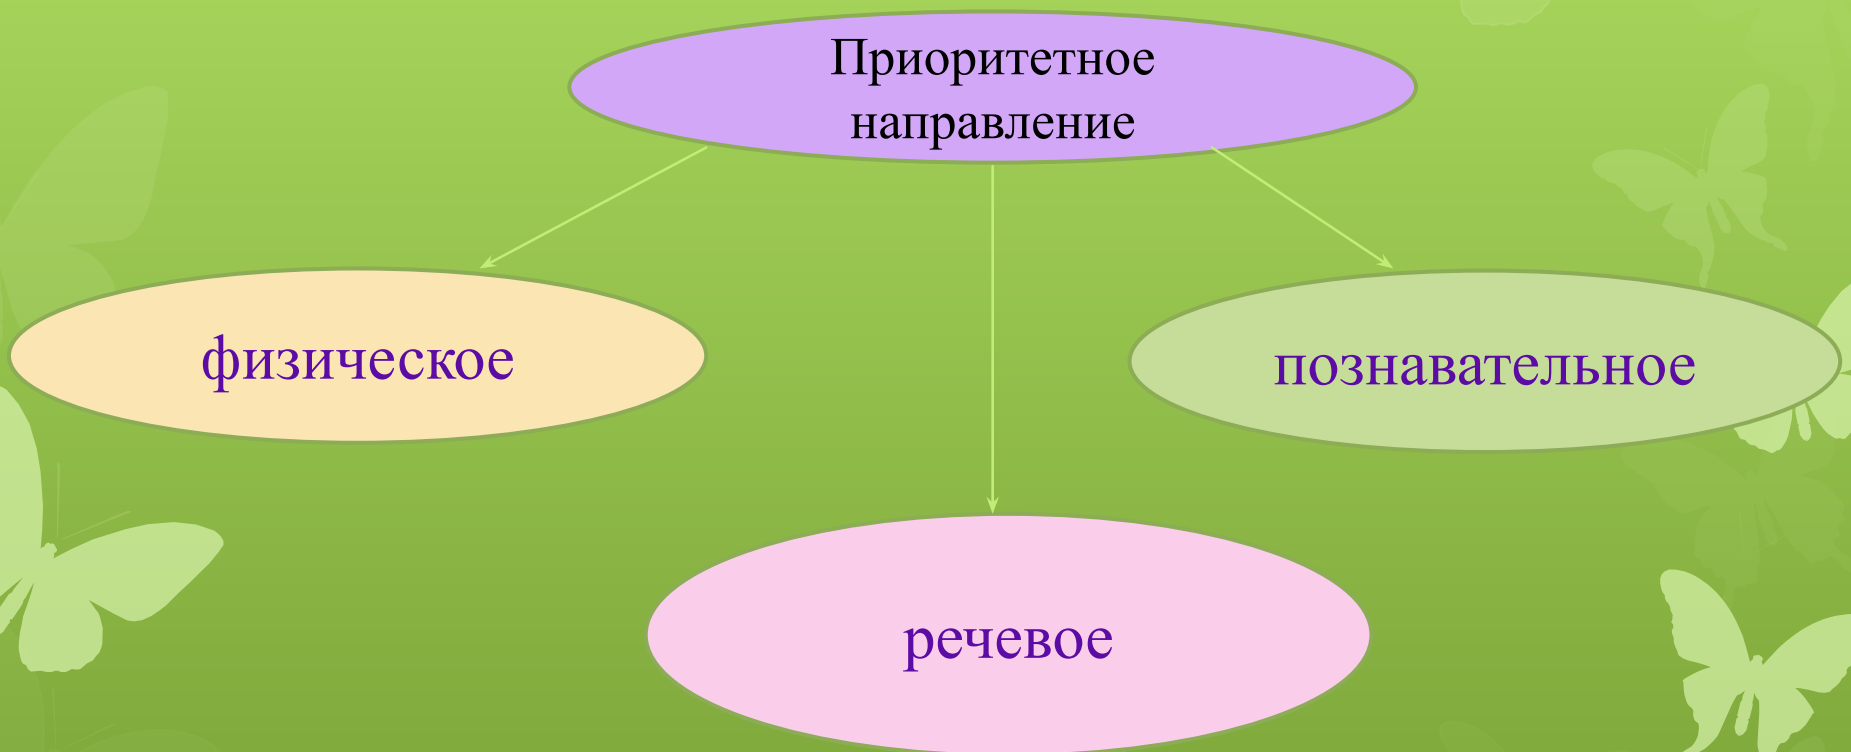 Приоритетное
направление
физическое
познавательное
речевое